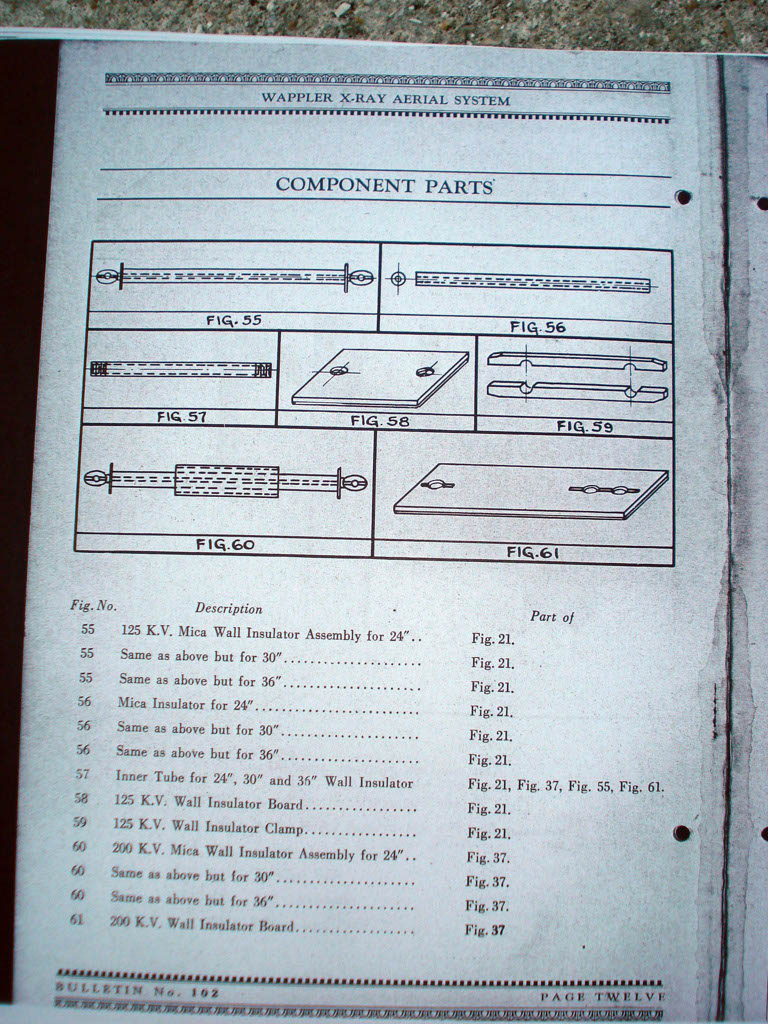 WAPPLER X-RAY AERIAL SYSTEM
COMPONENT PARTS
FIG. 55
FIG. 56
FIG. 57
FIG. 58
FIG. 59
FIG. 60
FIG. 61
Fig. No. Description Part of
55 125 K.V. Mica Wall Insulator Assembly for 24″.. Fig. 21.
55 Same as above but for 30″..................... Fig. 21.
55 Same as above but for 36″..................... Fig. 21.
56 Mica Insulator for 24″......................... Fig. 21.
56 Same as above but for 30″..................... Fig. 21.
56 Same as above but for 36″..................... Fig. 21.
57 Inner Tube for 24″, 30″ and 36″ Wall Insulator Fig. 21, Fig. 37, Fig. 55, Fig. 61.
58 125 K.V. Wall Insulator Board................. Fig. 21.
59 125 K.V. Wall Insulator Clamp................. Fig. 21.
60 200 K.V. Mica Wall Insulator Assembly for 24″.. Fig. 37.
60 Same as above but for 30″..................... Fig. 37.
60 Same as above but for 36″..................... Fig. 37.
61 200 K.V. Wall Insulator Board.................. Fig. 37
BULLETIN No. 102 PAGE TWELVE